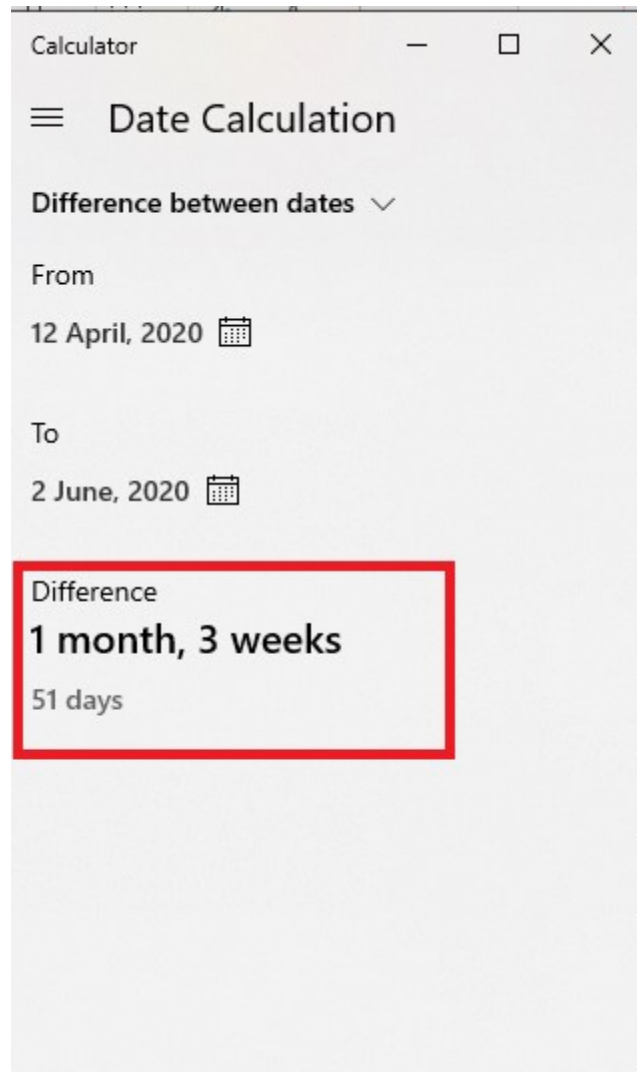 Calculator
Date Calculation
Difference between dates
From
12 April, 2020
To
2 June, 2020
Difference
1 month, 3 weeks
51 days